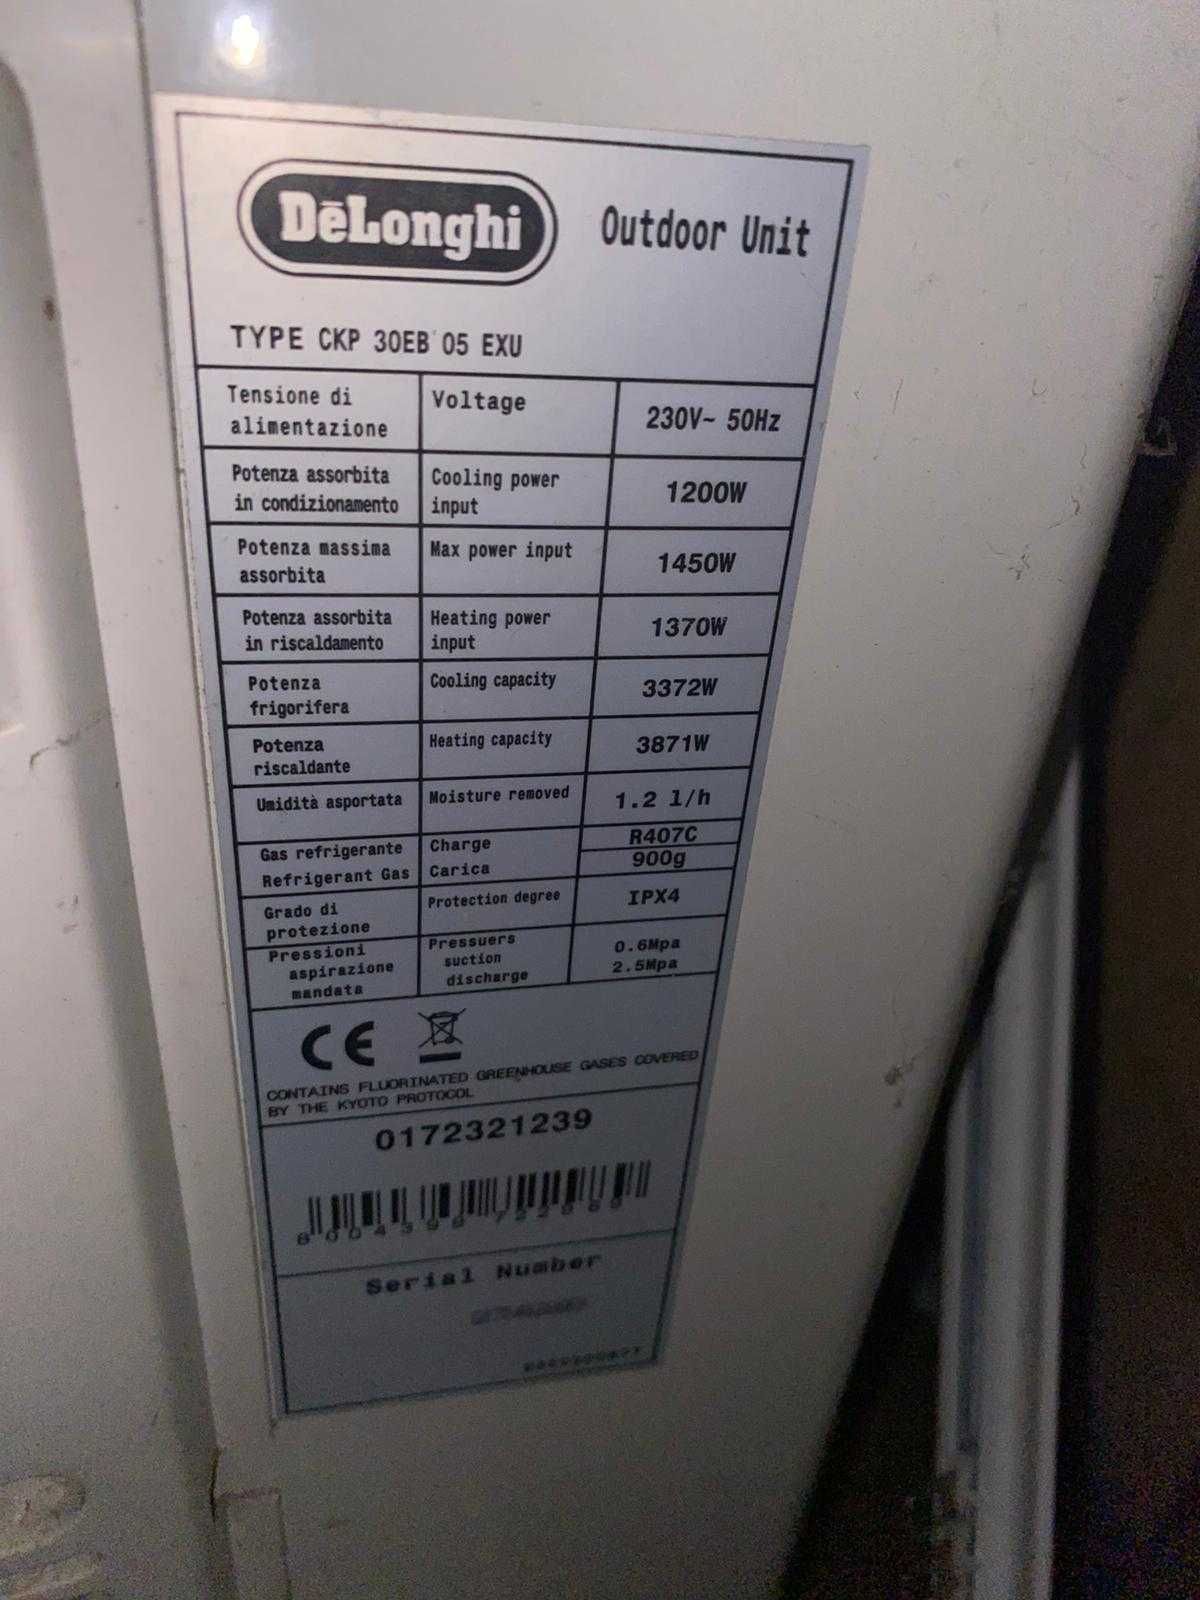 DēLonghi Outdoor Unit
TYPE CKP 30EB 05 EXU
Tensione di alimentazione Voltage 230V~ 50Hz
Potenza assorbita in condizionamento Cooling power input 1200W
Potenza massima assorbita Max power input 1450W
Potenza assorbita in riscaldamento Heating power input 1370W
Potenza frigorifera Cooling capacity 3372W
Potenza riscaldante Heating capacity 3871W
Umidità asportata Moisture removed 1.2 l/h
Gas refrigerante Charge R407C
Refrigerant Gas Carica 900g
Grado di protezione Protection degree IPX4
Pressioni Pressuers
aspirazione suction 0.6Mpa
mandata discharge 2.5Mpa
CE
CONTAINS FLUORINATED GREENHOUSE GASES COVERED
BY THE KYOTO PROTOCOL
0172321239
Serial Number